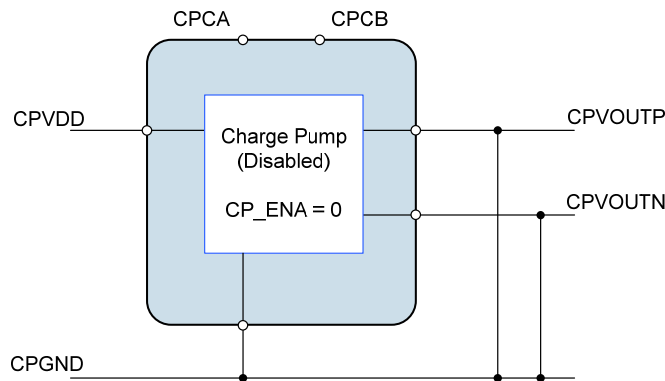 CPCA
CPCB
CPVDD
Charge Pump
(Disabled)
CP_ENA = 0
CPVOUTP
CPVOUTN
CPGND